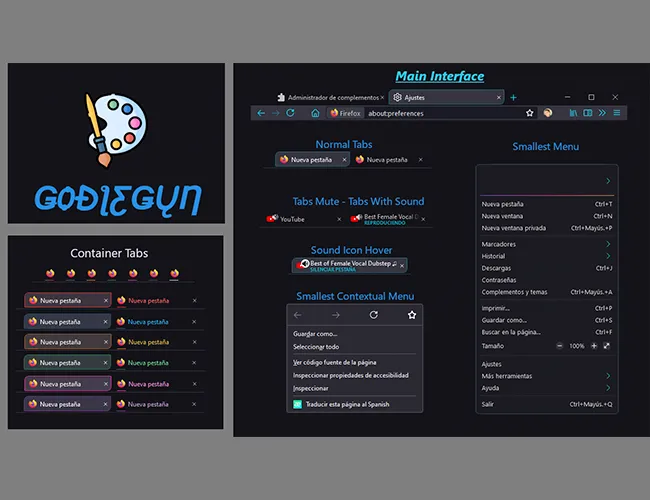 GODIEGUN
Container Tabs
Nueva pestaña × Nueva pestaña ×
Nueva pestaña × Nueva pestaña ×
Nueva pestaña × Nueva pestaña ×
Nueva pestaña × Nueva pestaña ×
Nueva pestaña × Nueva pestaña ×
Nueva pestaña × Nueva pestaña ×
Main Interface
Administrador de complementos × Ajustes ×
Firefox about:preferences
Normal Tabs
Nueva pestaña × Nueva pestaña ×
Tabs Mute - Tabs With Sound
YouTube × Best Female Vocal D ×
REPRODUCIENDO
Sound Icon Hover
Best of Female Vocal Dubstep ×
SILENCIAR PESTAÑA
Smallest Contextual Menu
Guardar como...
Seleccionar todo
Ver código fuente de la página
Inspeccionar propiedades de accesibilidad
Inspeccionar
Traducir esta página al Spanish
Smallest Menu
Nueva pestaña Ctrl+T
Nueva ventana Ctrl+N
Nueva ventana privada Ctrl+Mayús.+P
Marcadores
Historial
Descargas Ctrl+J
Contraseñas
Complementos y temas Ctrl+Mayús.+A
Imprimir... Ctrl+P
Guardar como... Ctrl+S
Buscar en la página... Ctrl+F
Tamaño 100%
Ajustes
Más herramientas
Ayuda
Salir Ctrl+Mayús.+Q